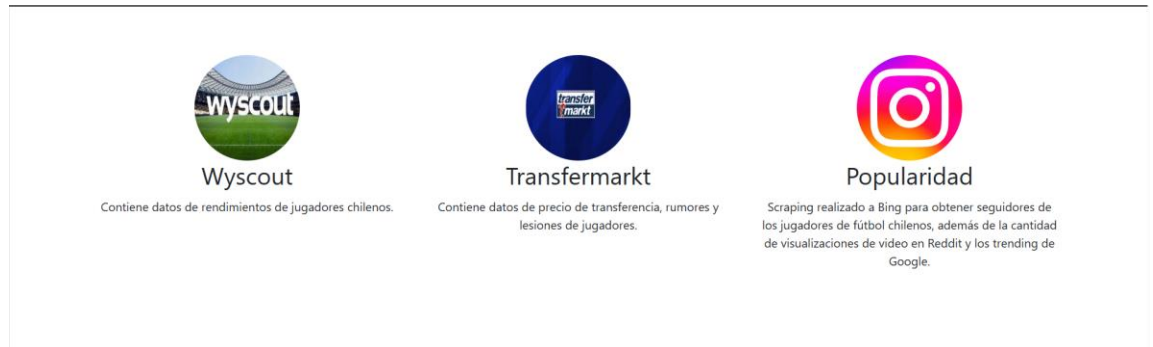 wyscout
Wyscout
Contiene datos de rendimientos de jugadores chilenos.
transfer
markt
Transfermarkt
Contiene datos de precio de transferencia, rumores y
lesiones de jugadores.
Popularidad
Scraping realizado a Bing para obtener seguidores de
los jugadores de fútbol chilenos, además de la cantidad
de visualizaciones de video en Reddit y los trending de
Google.